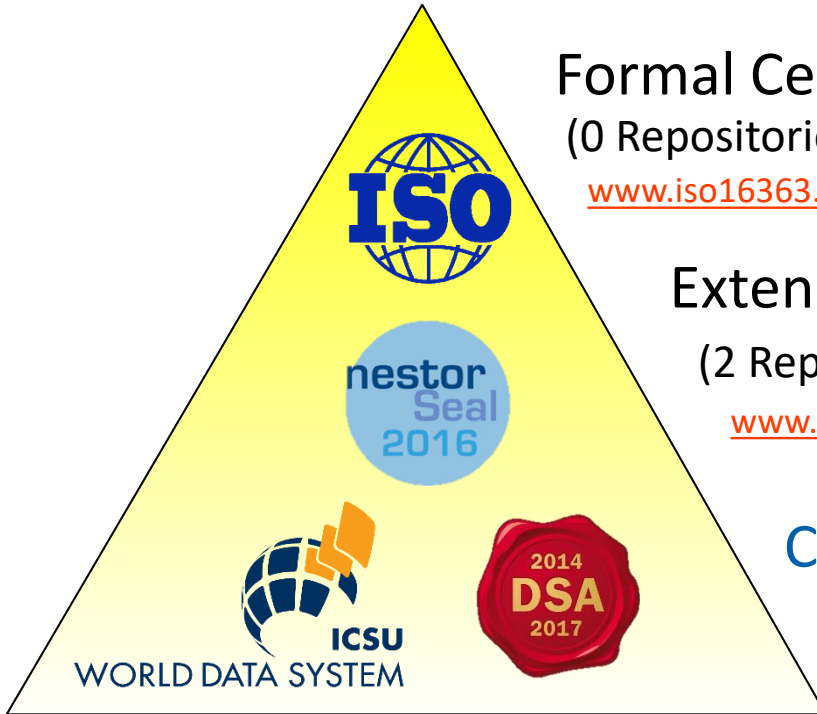 Formal Ce
(0 Repositori
www.iso16363.
ISO
Exten
(2 Rep
www.
nestor
Seal
2016
C
2014
DSA
2017
ICSU
WORLD DATA SYSTEM